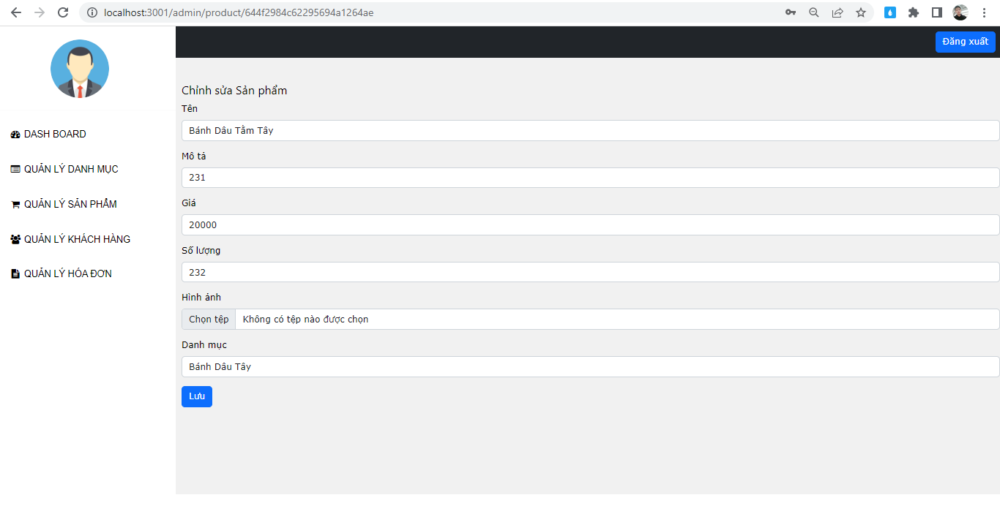 localhost:3001/admin/product/644f2984c62295694a1264ae
Đăng xuất
DASH BOARD
QUẢN LÝ DANH MỤC
QUẢN LÝ SẢN PHẨM
QUẢN LÝ KHÁCH HÀNG
QUẢN LÝ HÓA ĐƠN
Chỉnh sửa Sản phẩm
Tên
Bánh Dâu Tằm Tây
Mô tả
231
Giá
20000
Số lượng
232
Hình ảnh
Chọn tệp Không có tệp nào được chọn
Danh mục
Bánh Dâu Tây
Lưu